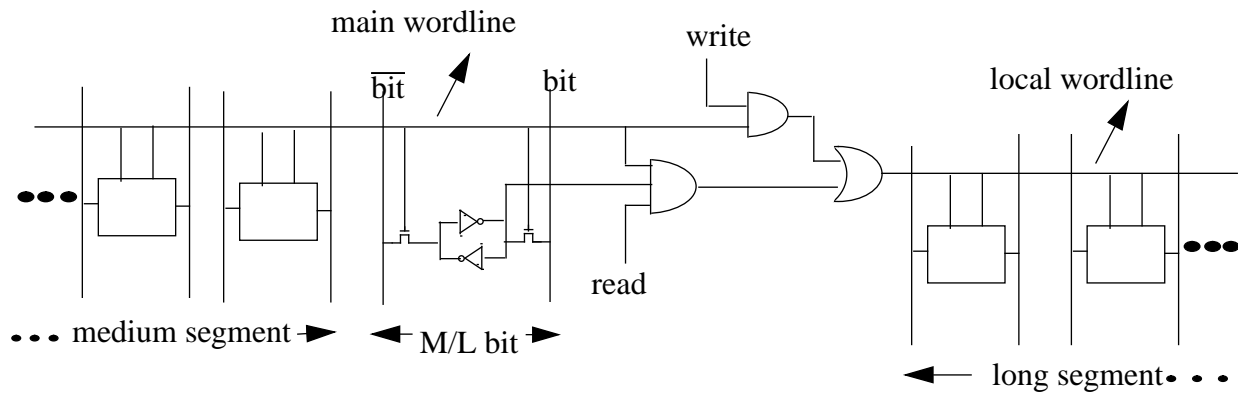 main wordline
write
bit
bit
local wordline
read
medium segment
M/L bit
long segment